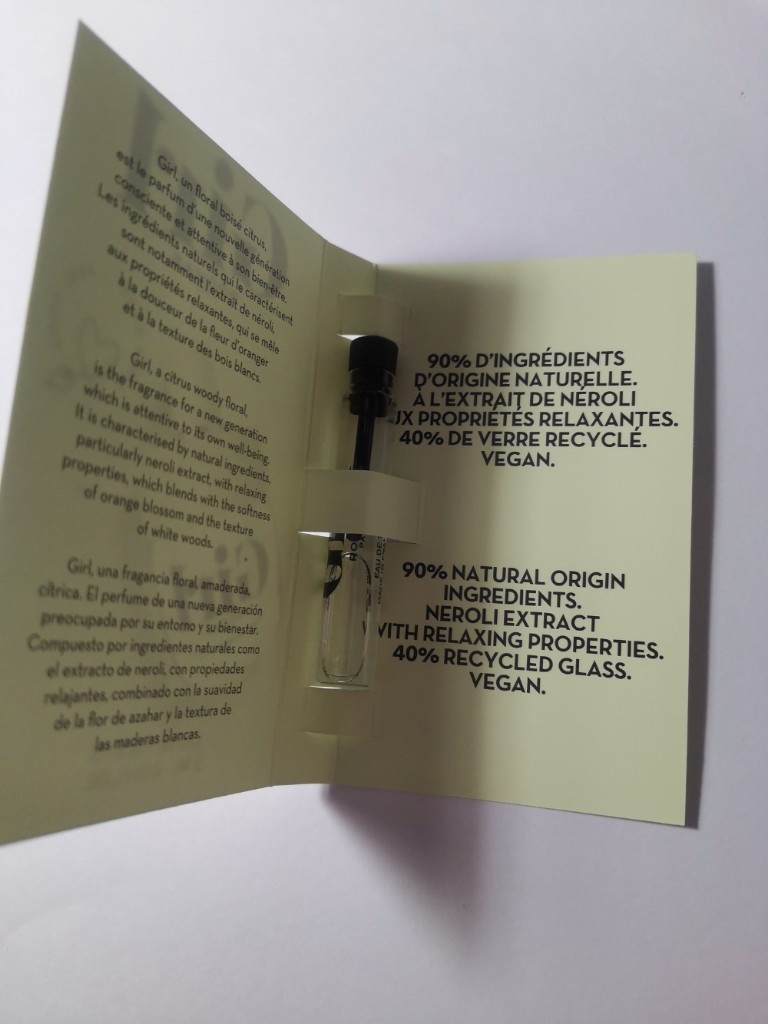 Girl, un floral boisé citrus,
est le parfum d'une nouvelle génération
consciente et attentive à son bien-être.
Les ingrédients naturels qui le caractérisent
sont notamment l'extrait de néroli,
aux propriétés relaxantes, qui se mêle
à la douceur de la fleur d'oranger
et à la texture des bois blancs.
Girl, a citrus woody floral,
is the fragrance for a new generation
which is attentive to its own well-being.
It is characterised by natural ingredients,
particularly neroli extract, with relaxing
properties, which blends with the softness
of orange blossom and the texture
of white woods.
Girl, una fragancia floral, amaderada,
cítrica. El perfume de una nueva generación
preocupada por su entorno y su bienestar.
Compuesto por ingredientes naturales como
el extracto de neroli, con propiedades
relajantes, combinado con la suavidad
de la flor de azahar y la textura de
las maderas blancas.
90% D'INGRÉDIENTS
D'ORIGINE NATURELLE.
À L'EXTRAIT DE NÉROLI
UX PROPRIÉTÉS RELAXANTES.
40% DE VERRE RECYCLÉ.
VEGAN.
EAU DE
90% NATURAL ORIGIN
INGREDIENTS.
NEROLI EXTRACT
WITH RELAXING PROPERTIES.
40% RECYCLED GLASS.
VEGAN.